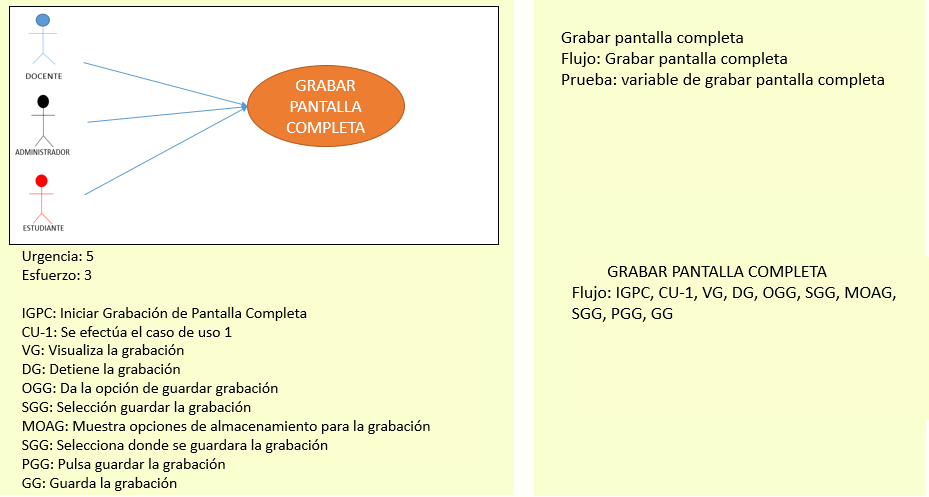 DOCENTE
ADMINISTRADOR
ESTUDIANTE
GRABAR
PANTALLA
COMPLETA
Urgencia: 5
Esfuerzo: 3
IGPC: Iniciar Grabación de Pantalla Completa
CU-1: Se efectúa el caso de uso 1
VG: Visualiza la grabación
DG: Detiene la grabación
OGG: Da la opción de guardar grabación
SGG: Selección guardar la grabación
MOAG: Muestra opciones de almacenamiento para la grabación
SGG: Selecciona donde se guardara la grabación
PGG: Pulsa guardar la grabación
GG: Guarda la grabación
Grabar pantalla completa
Flujo: Grabar pantalla completa
Prueba: variable de grabar pantalla completa
GRABAR PANTALLA COMPLETA
Flujo: IGPC, CU-1, VG, DG, OGG, SGG, MOAG,
SGG, PGG, GG